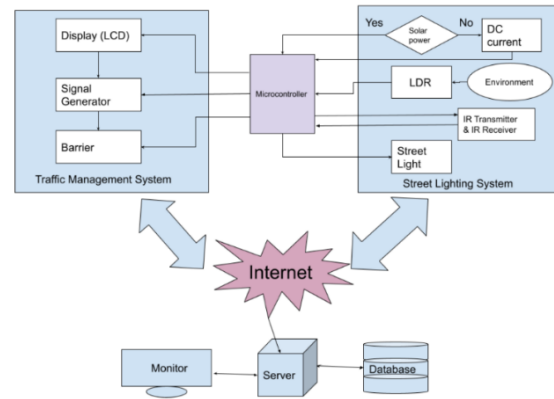 Display (LCD)
Signal
Generator
Barrier
Traffic Management System
Microcontroller
Yes
Solar
power
No
DC
current
LDR
Environment
IR Transmitter
& IR Receiver
Street
Light
Street Lighting System
Internet
Monitor
Server
Database